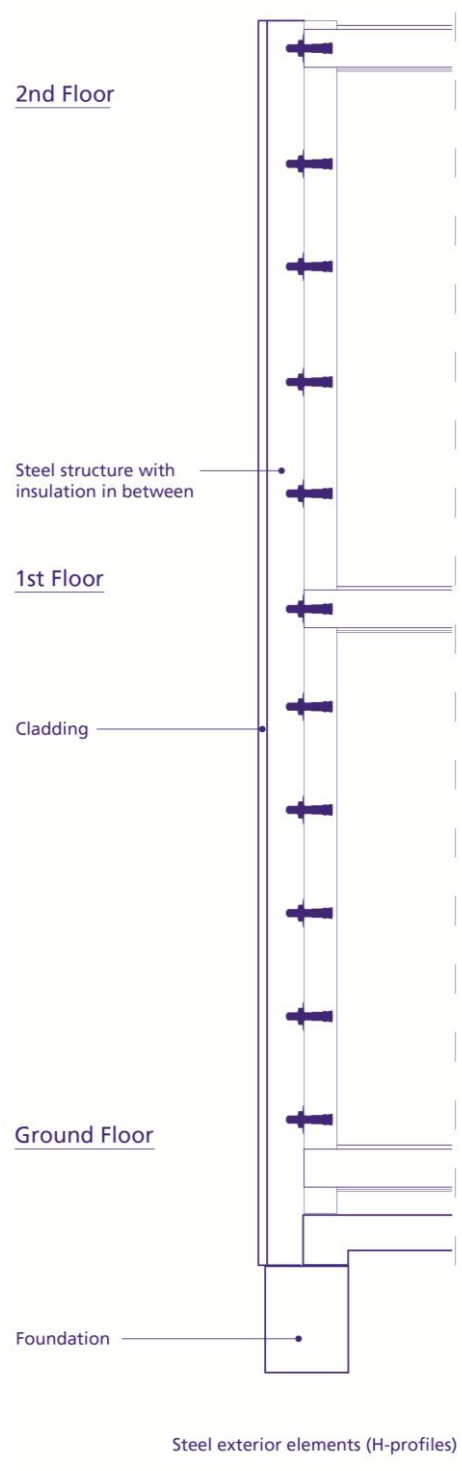 2nd Floor
Steel structure with
insulation in between
1st Floor
Cladding
Ground Floor
Foundation
Steel exterior elements (H-profiles)